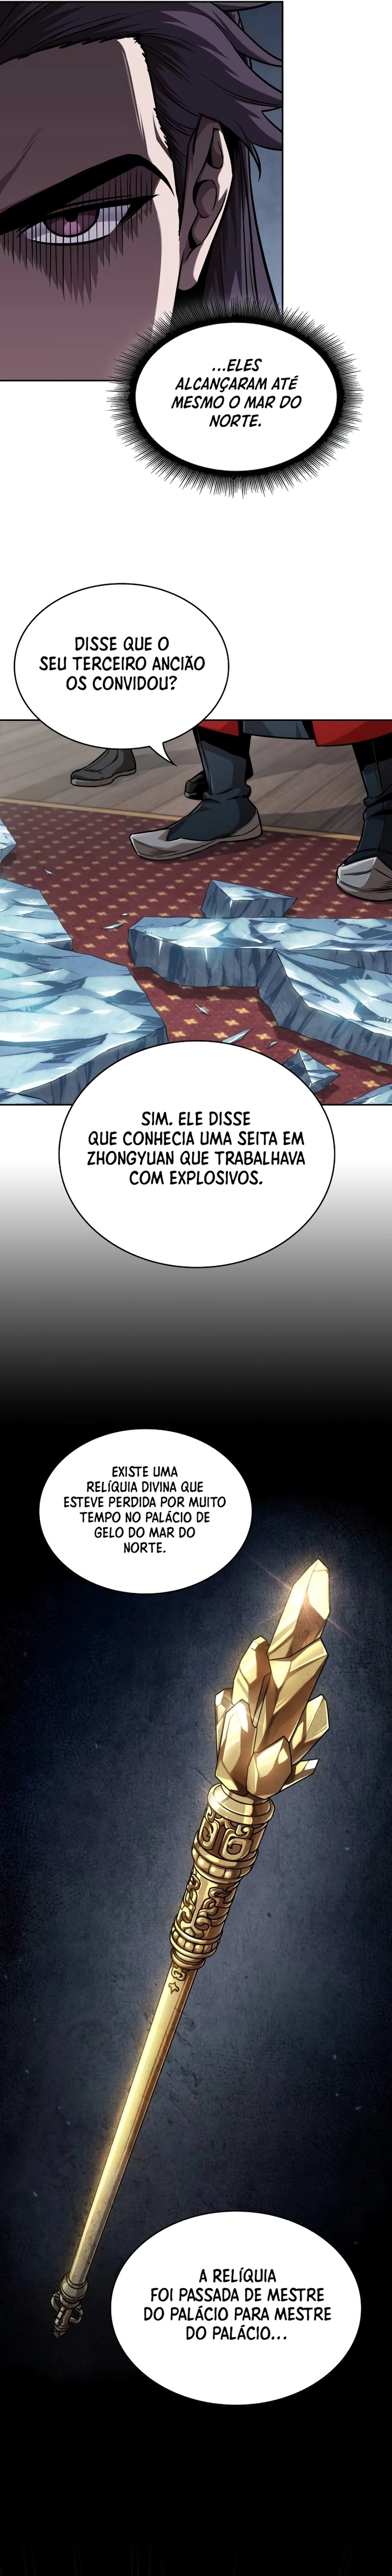 ...ELES
ALCANÇARAM ATÉ
MESMO O MAR DO
NORTE.
DISSE QUE O
SEU TERCEIRO ANCIÃO
OS CONVIDOU?
SIM. ELE DISSE
QUE CONHECIA UMA SEITA EM
ZHONGYUAN QUE TRABALHAVA
COM EXPLOSIVOS.
EXISTE UMA
RELÍQUIA DIVINA QUE
ESTEVE PERDIDA POR MUITO
TEMPO NO PALÁCIO DE
GELO DO MAR DO
NORTE.
A RELÍQUIA
FOI PASSADA DE MESTRE
DO PALÁCIO PARA MESTRE
DO PALÁCIO...